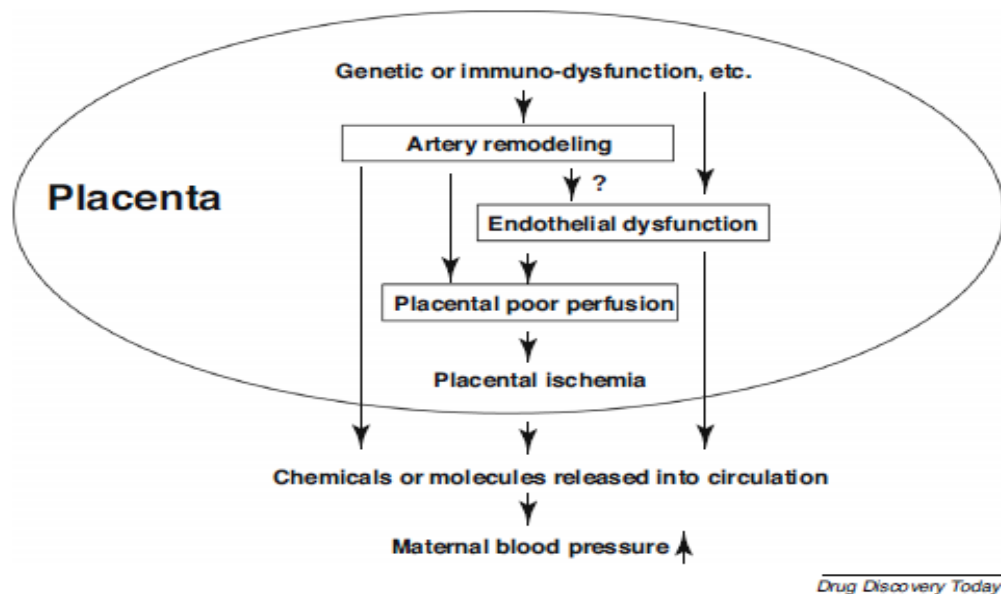 Genetic or immuno-dysfunction, etc.
Artery remodeling
?
Placenta
Endothelial dysfunction
Placental poor perfusion
Placental ischemia
Chemicals or molecules released into circulation
Maternal blood pressure
Drug Discovery Today